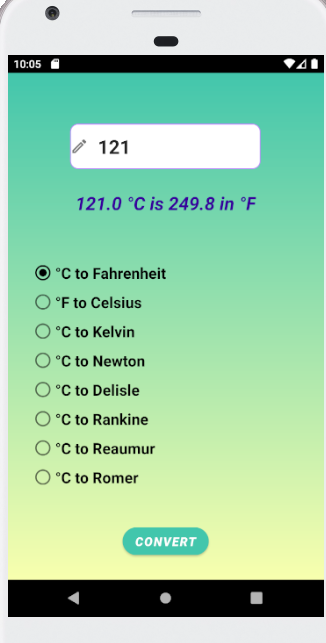 10:05
121
121.0 °C is 249.8 in °F
°C to Fahrenheit
°F to Celsius
°C to Kelvin
°C to Newton
°C to Delisle
°C to Rankine
°C to Reaumur
°C to Romer
CONVERT